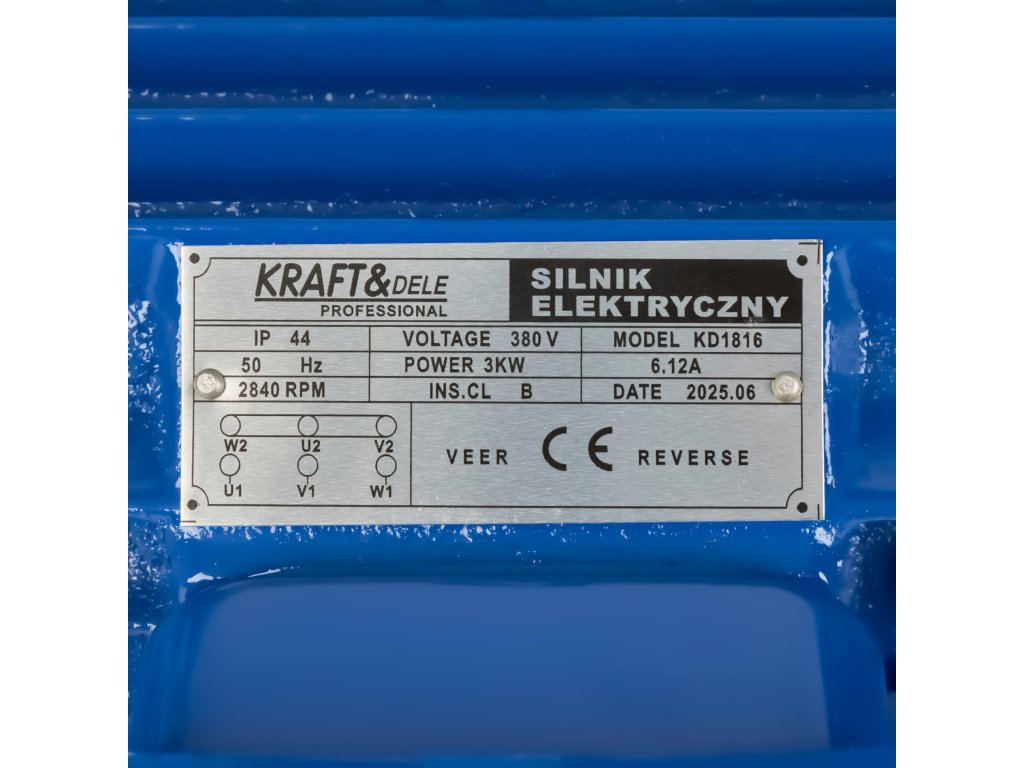 KRAFT&DELE
PROFESSIONAL
SILNIK
ELEKTRYCZNY
IP 44 VOLTAGE 380 V MODEL KD1816
50 Hz POWER 3KW 6.12A
2840 RPM INS.CL B DATE 2025.06
W2 U2 V2
U1 V1 W1
VEER CE REVERSE